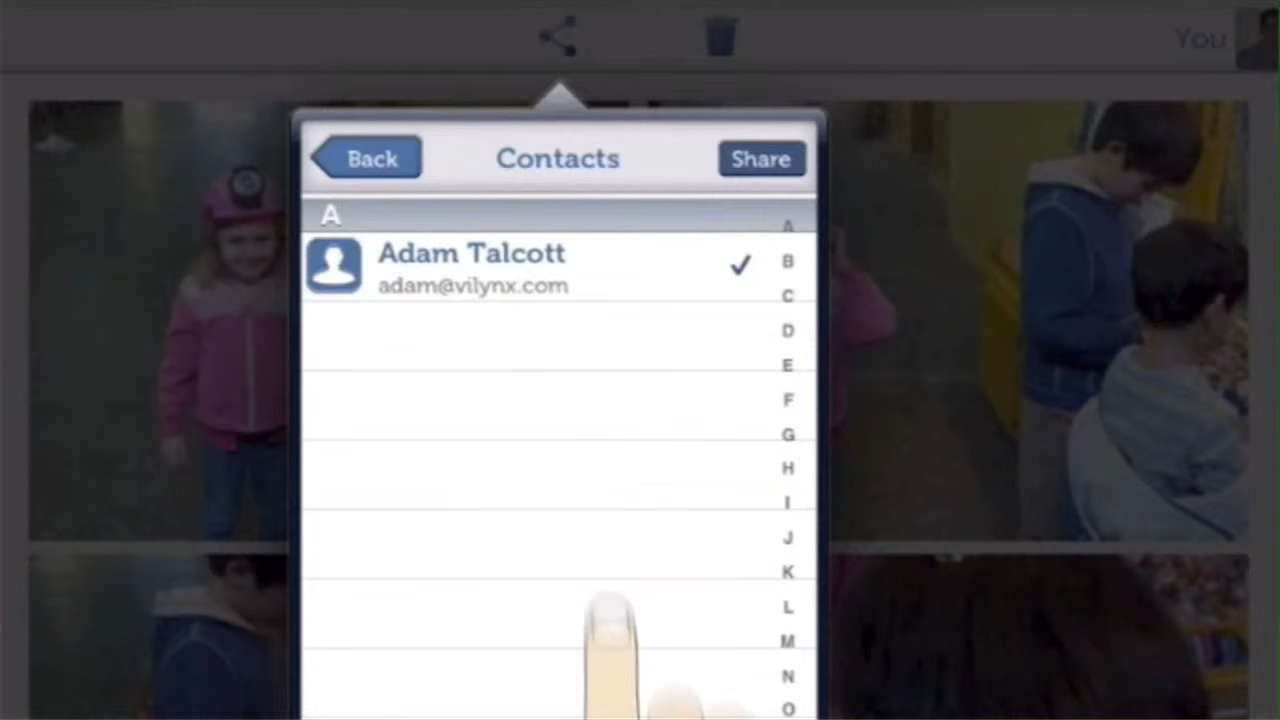 You
Back
Contacts
Share
A
Adam Talcott
adam@vilynx.com
A
B
C
D
E
F
G
H
I
J
K
L
M
N
O